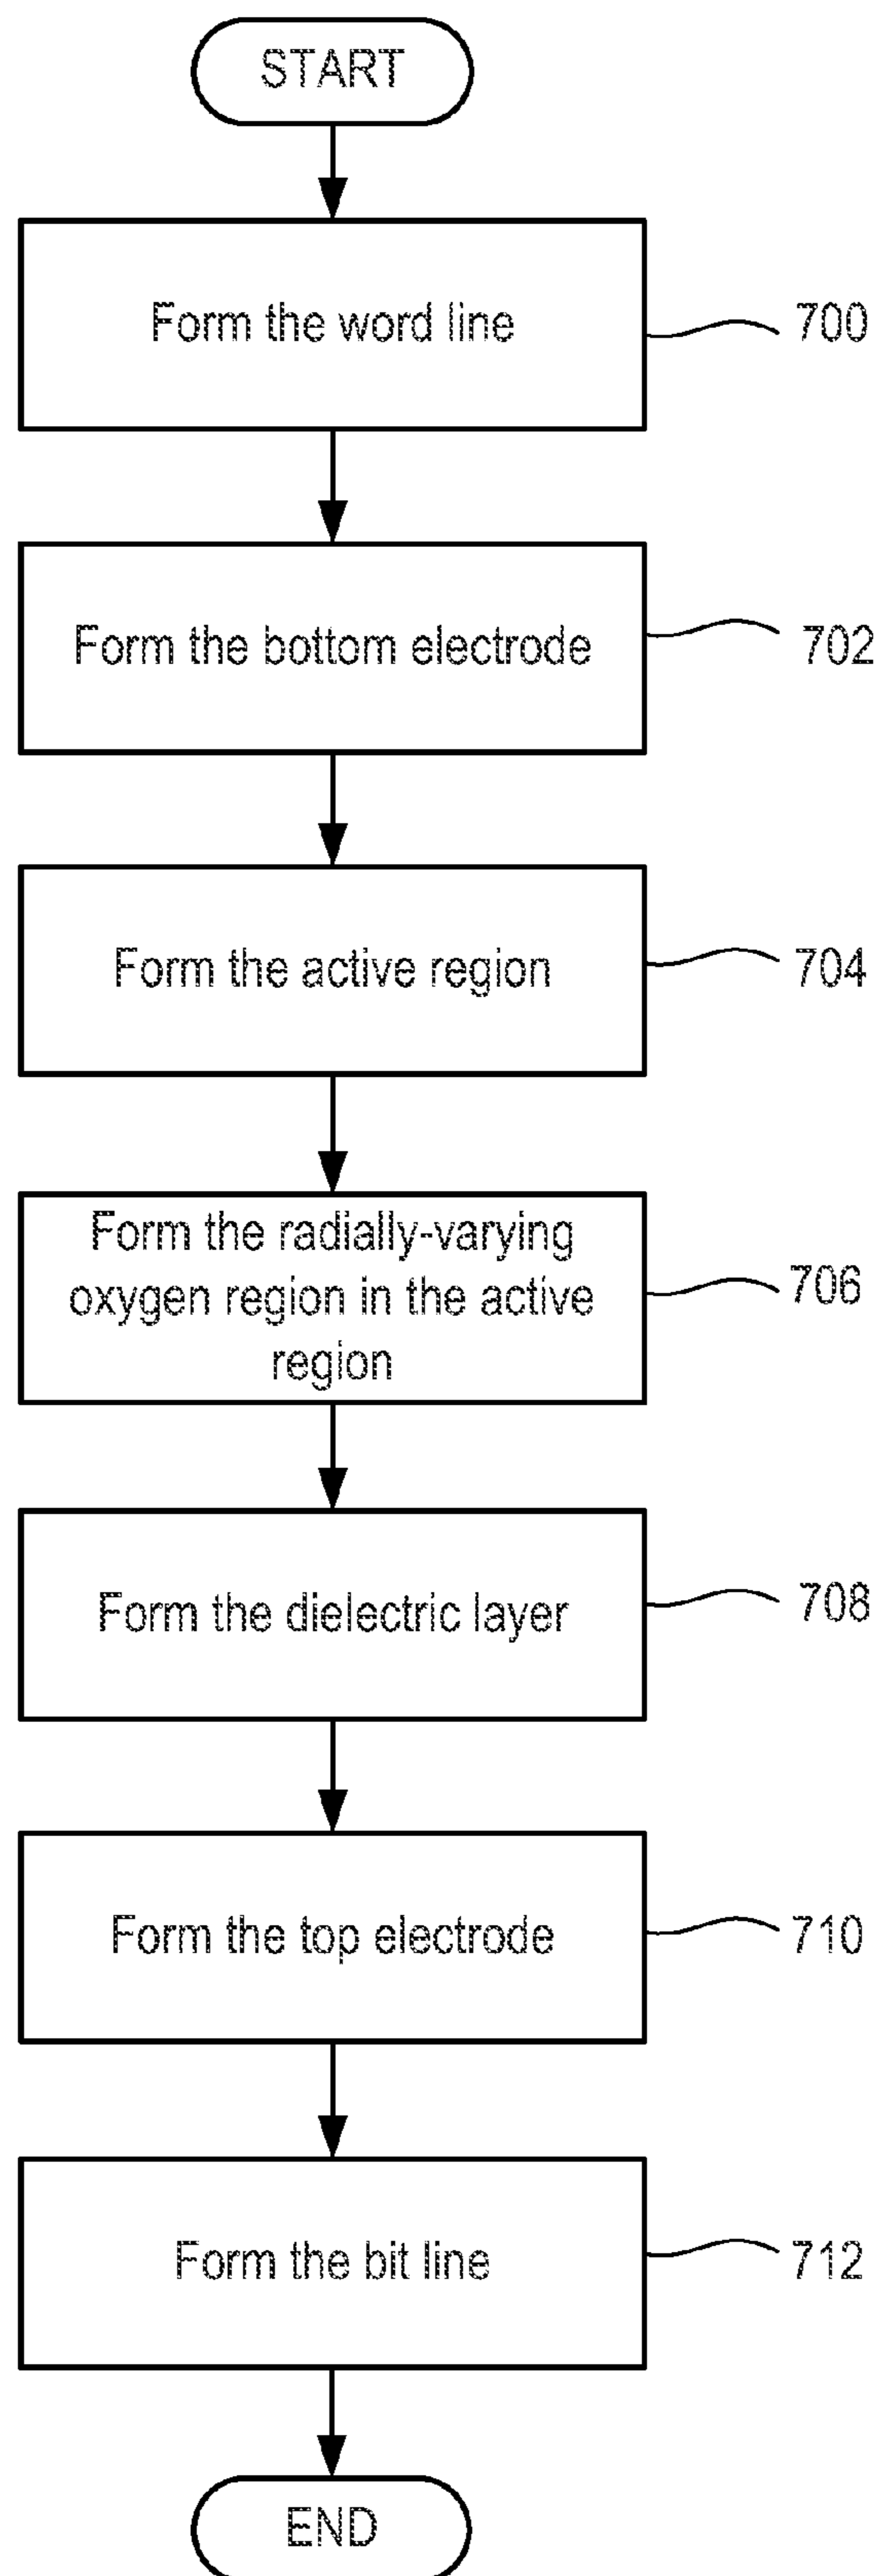 START
Form the word line
700
Form the bottom electrode
702
Form the active region
704
Form the radially-varying
oxygen region in the active
region
706
Form the dielectric layer
708
Form the top electrode
710
Form the bit line
712
END